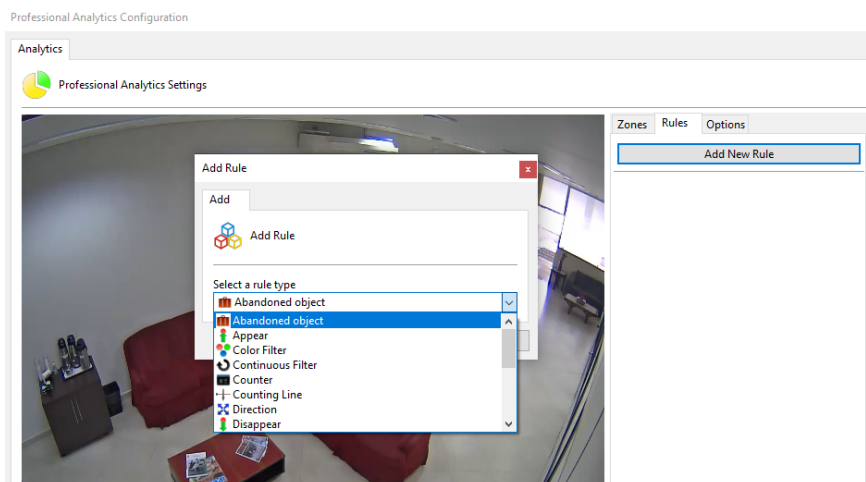 Professional Analytics Configuration
Analytics
Professional Analytics Settings
Zones Rules Options
Add New Rule
Add Rule
x
Add
Add Rule
Select a rule type
Abandoned object
Abandoned object
Appear
Color Filter
Continuous Filter
Counter
Counting Line
Direction
Disappear